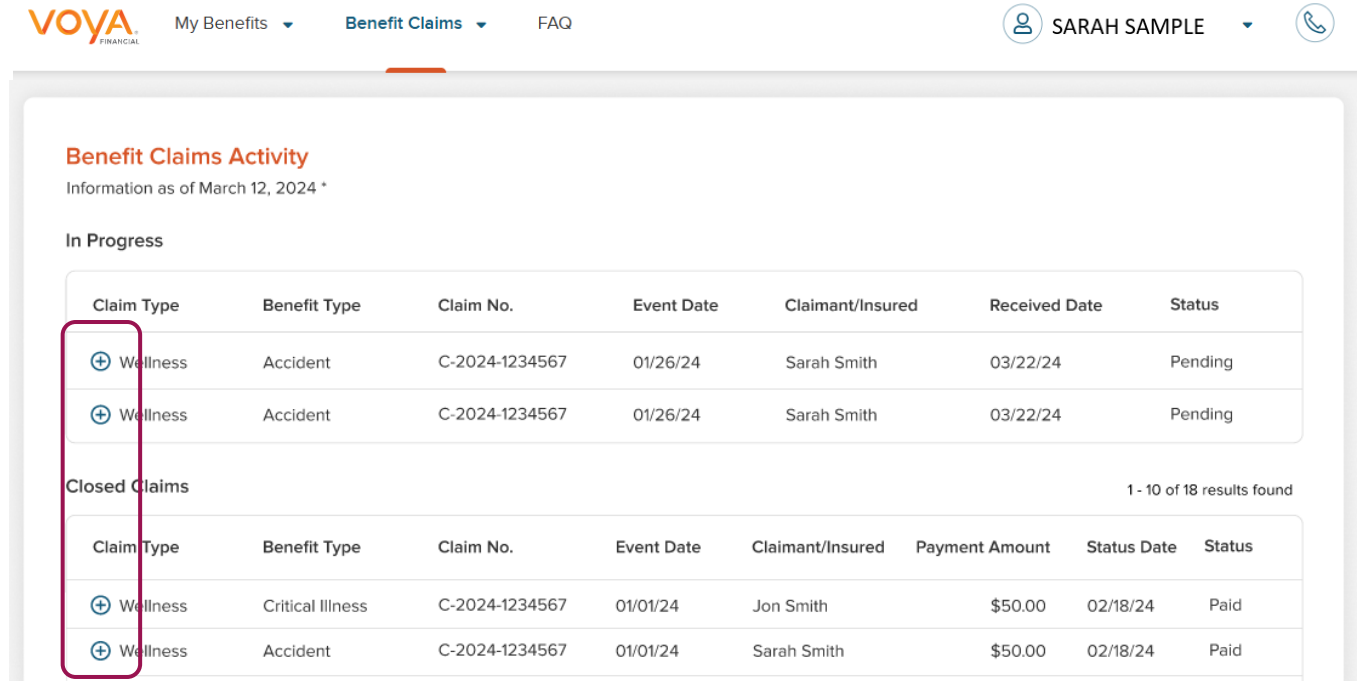 VOYA. FINANCIAL My Benefits Benefit Claims FAQ SARAH SAMPLE
Benefit Claims Activity
Information as of March 12, 2024 *
In Progress
Claim Type Benefit Type Claim No. Event Date Claimant/Insured Received Date Status
Wellness Accident C-2024-1234567 01/26/24 Sarah Smith 03/22/24 Pending
Wellness Accident C-2024-1234567 01/26/24 Sarah Smith 03/22/24 Pending
Closed Claims 1 - 10 of 18 results found
Claim Type Benefit Type Claim No. Event Date Claimant/Insured Payment Amount Status Date Status
Wellness Critical Illness C-2024-1234567 01/01/24 Jon Smith $50.00 02/18/24 Paid
Wellness Accident C-2024-1234567 01/01/24 Sarah Smith $50.00 02/18/24 Paid